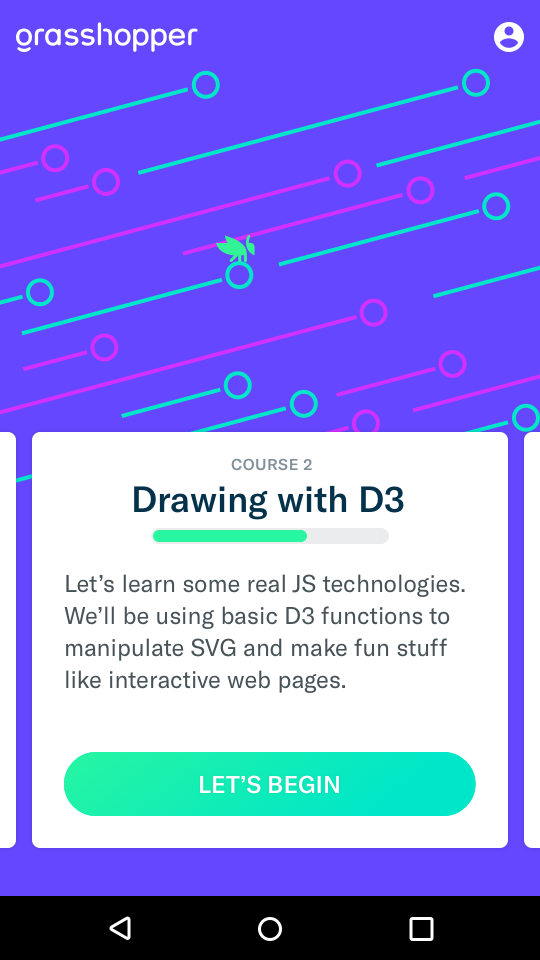 grasshopper
COURSE 2
Drawing with D3
Let's learn some real JS technologies.
We'll be using basic D3 functions to
manipulate SVG and make fun stuff
like interactive web pages.
LET'S BEGIN